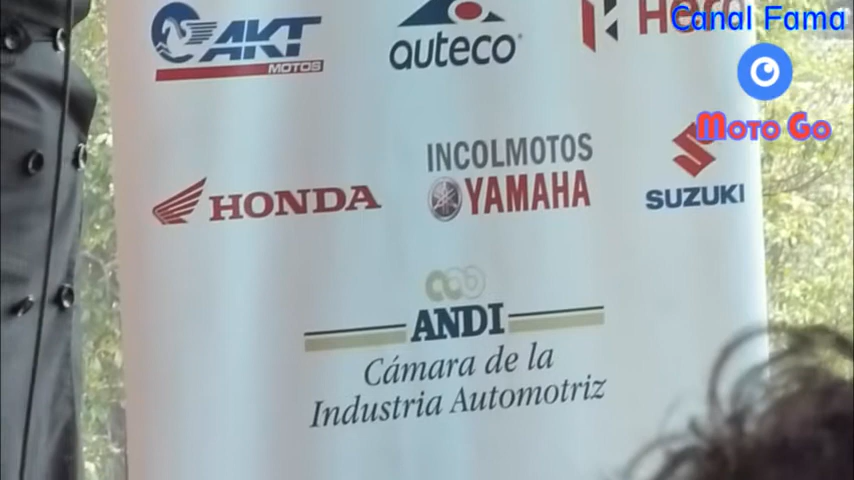 AKT
MOTOS
auteco
Hero
Canal Fama
Moto Go
HONDA
INCOLMOTOS
YAMAHA
SUZUKI
ANDI
Cámara de la
Industria Automotriz